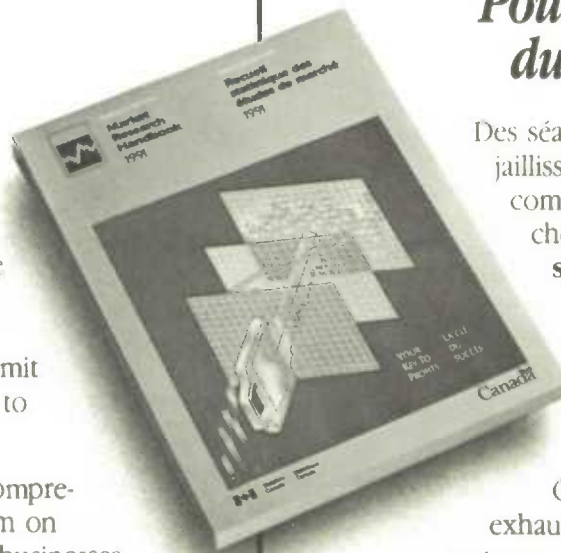 Pou
du
Des séa
jailliss
com
che
s
e
mit
to
ompre-
m on
businesses
C
exhau
Market
Research
Handbook
1991
Recueil
statistique des
études de marché
1991
YOUR
KEY TO
PROFITS
LA CLÉ
DU
SUCCÈS
Canada